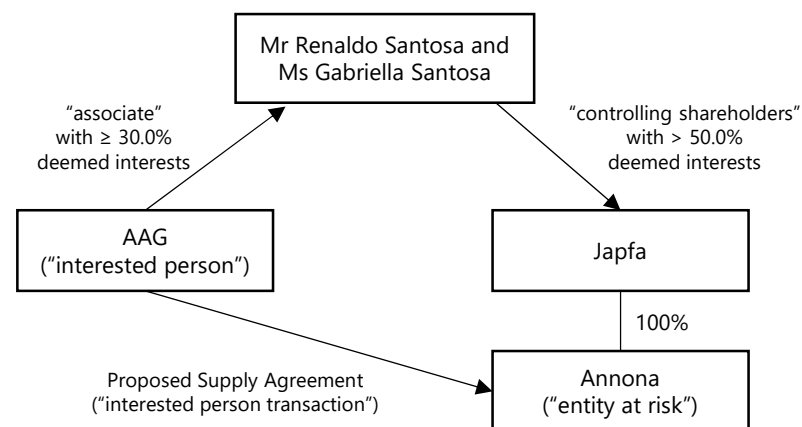 Mr Renaldo Santosa and
Ms Gabriella Santosa
“associate”
with ≥ 30.0%
deemed interests
“controlling shareholders”
with > 50.0%
deemed interests
AAG
(“interested person”)
Japfa
100%
Proposed Supply Agreement
(“interested person transaction”)
Annona
(“entity at risk”)